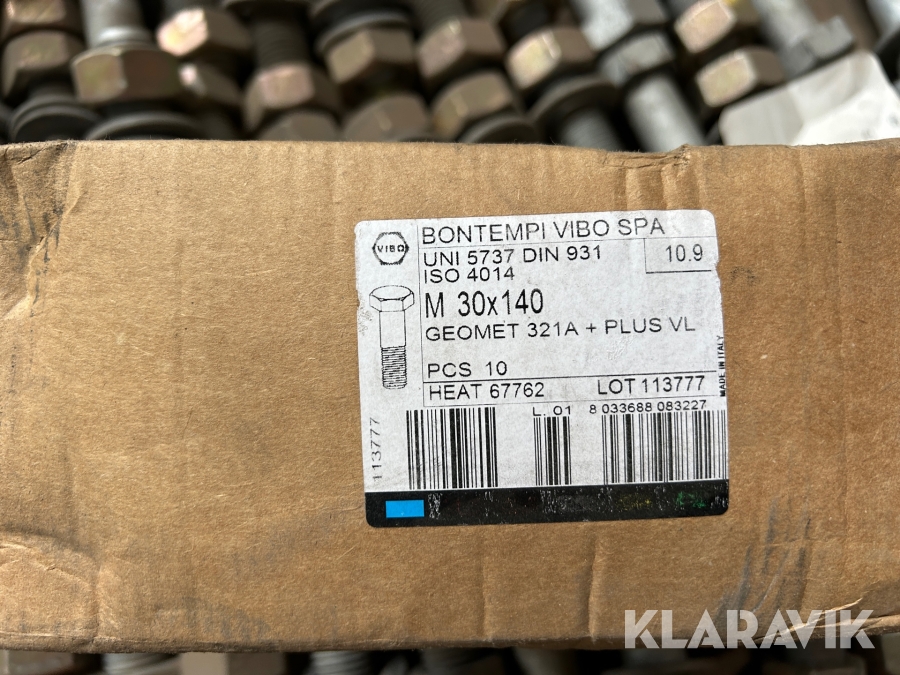 VIBO
BONTEMPI VIBO SPA
UNI 5737 DIN 931
ISO 4014
10.9
M 30x140
GEOMET 321A + PLUS VL
PCS 10
HEAT 67762 LOT 113777
MADE IN ITALY
113777
L. 01
8 033688 083227
KLARAVIK